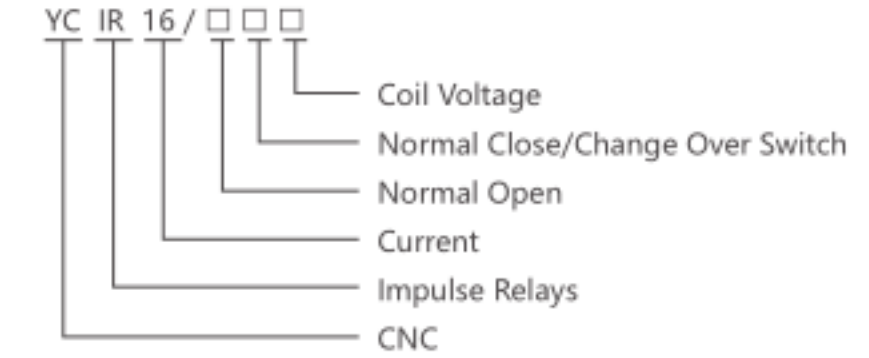 YC IR 16/□□□
Coil Voltage
Normal Close/Change Over Switch
Normal Open
Current
Impulse Relays
CNC